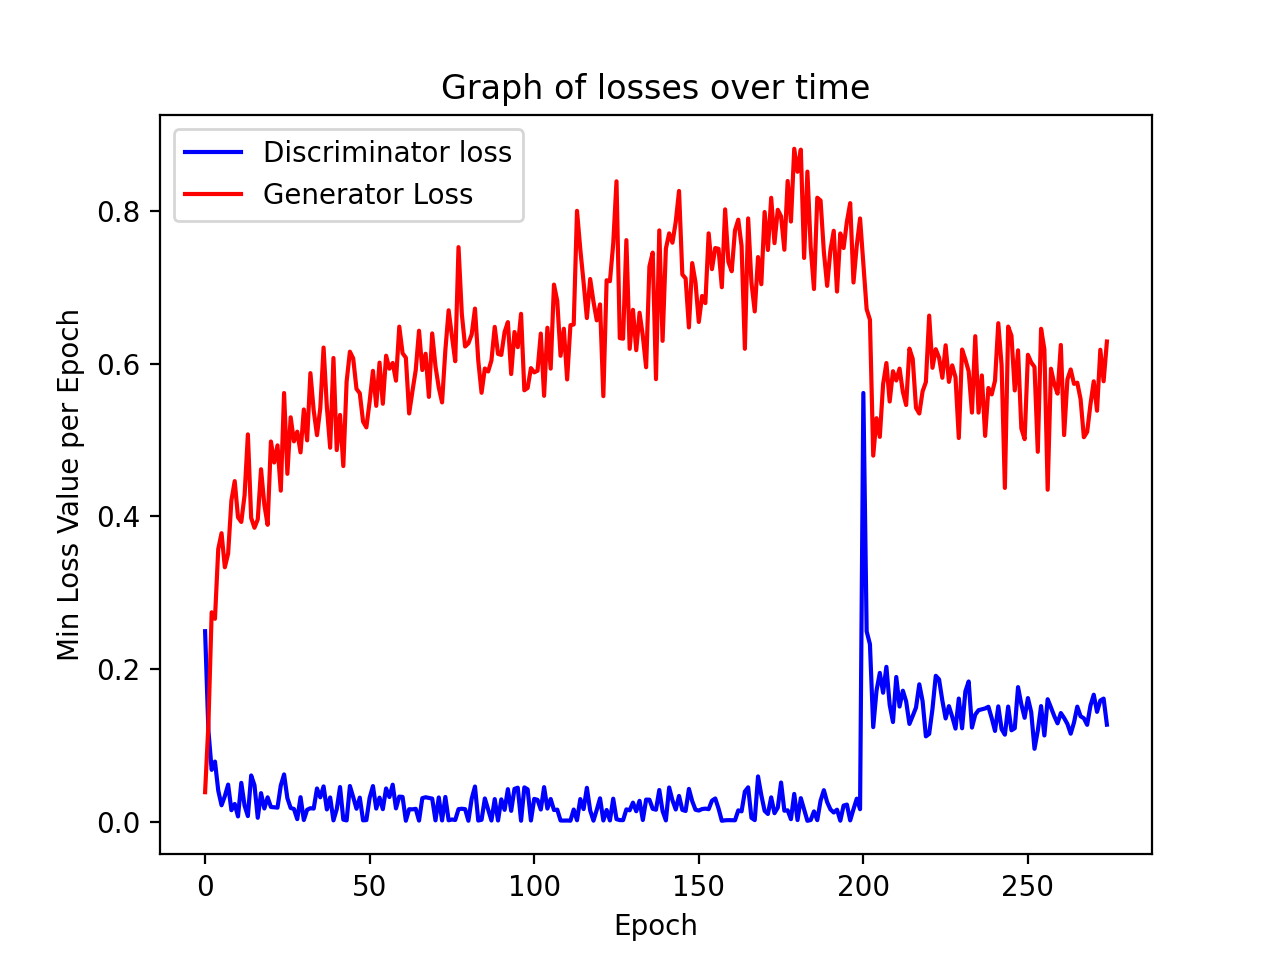 Graph of losses over time
Discriminator loss
Generator Loss
Min Loss Value per Epoch
0.8
0.6
0.4
0.2
0.0
0 50 100 150 200 250
Epoch